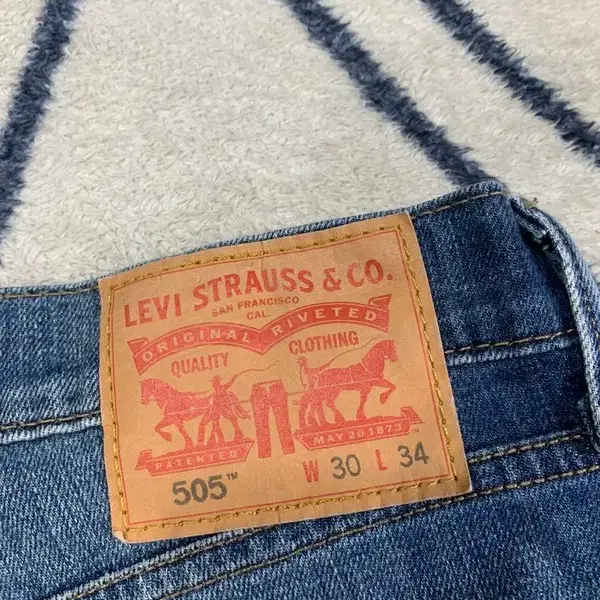 LEVI STRAUSS & CO.
SAN FRANCISCO
CAL.
ORIGINAL RIVETED
QUALITY CLOTHING
PATENTED MAY 20 1873
505™ W 30 L 34